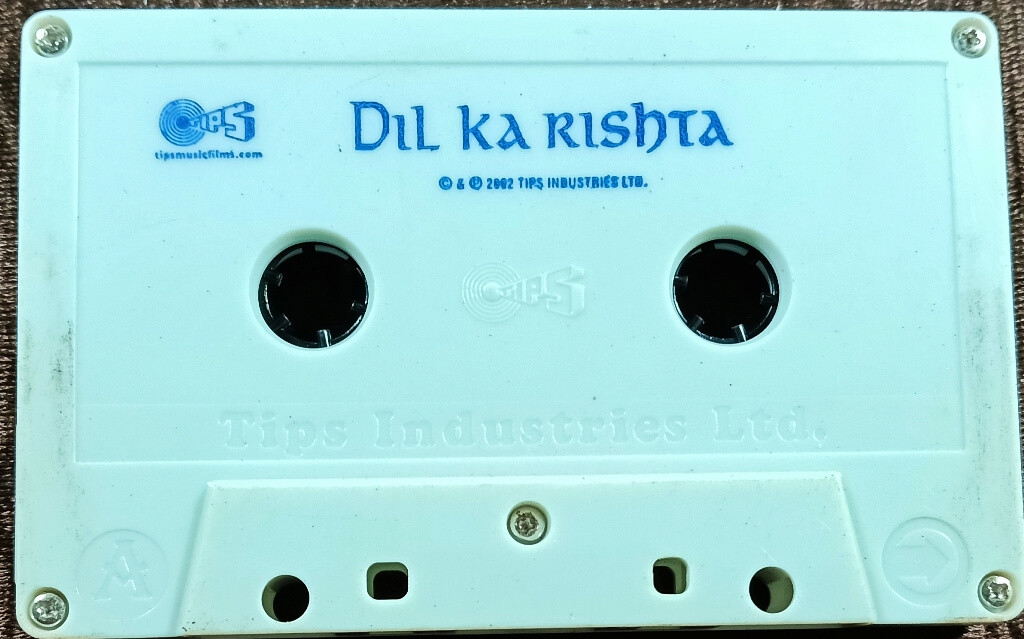 TIPS
tipsmusicfilms.com
DIL KA RISHTA
© & ℗ 2002 TIPS INDUSTRIES LTD.
TIPS
Tips Industries Ltd.
A